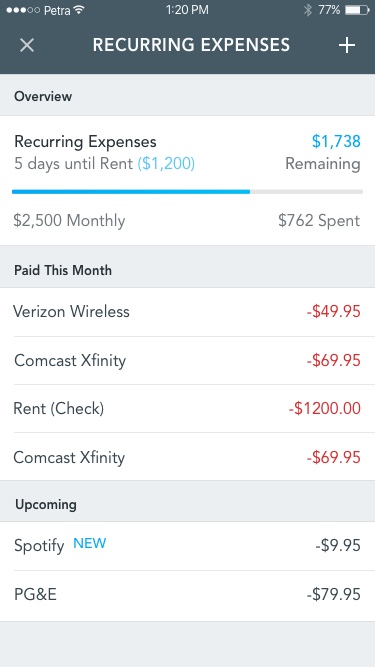 Petra 1:20 PM 77%
RECURRING EXPENSES
Overview
Recurring Expenses $1,738
5 days until Rent ($1,200) Remaining
$2,500 Monthly $762 Spent
Paid This Month
Verizon Wireless -$49.95
Comcast Xfinity -$69.95
Rent (Check) -$1200.00
Comcast Xfinity -$69.95
Upcoming
Spotify NEW -$9.95
PG&E -$79.95